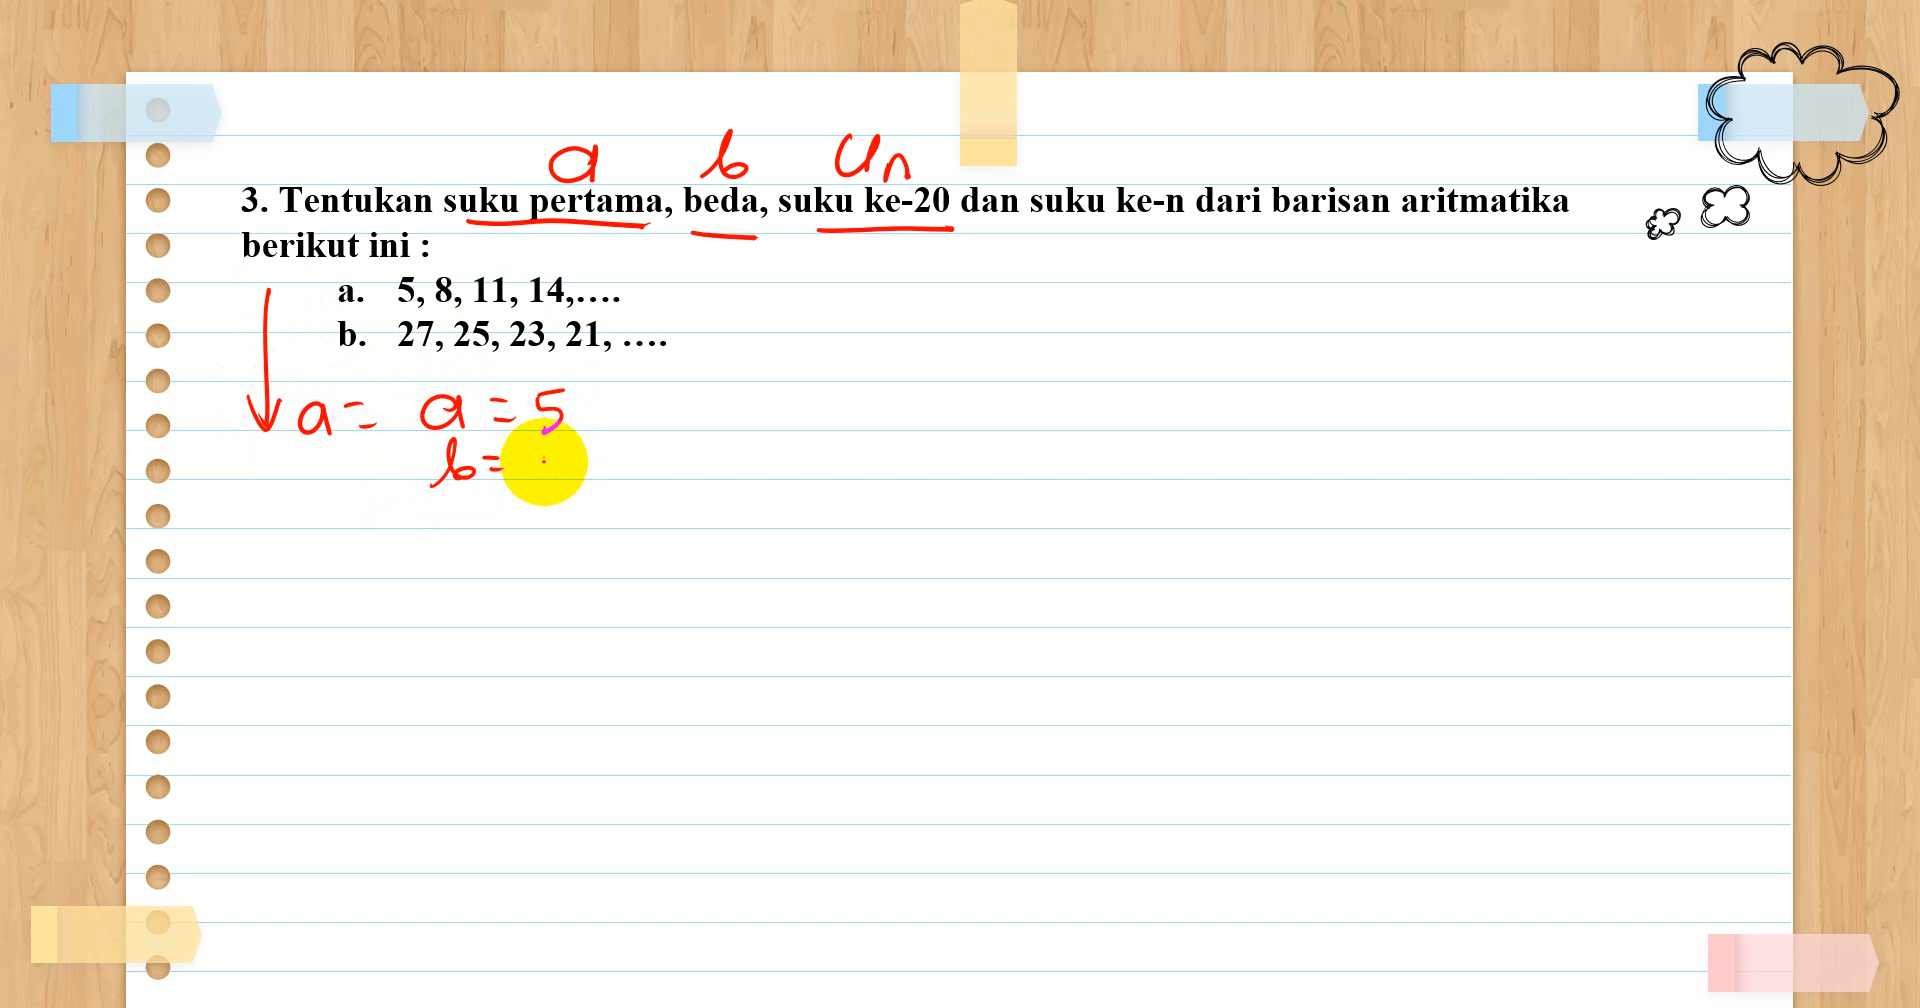 a b Un
3. Tentukan suku pertama, beda, suku ke-20 dan suku ke-n dari barisan aritmatika
berikut ini :
a. 5, 8, 11, 14,....
b. 27, 25, 23, 21, ....
a = a = 5
b =